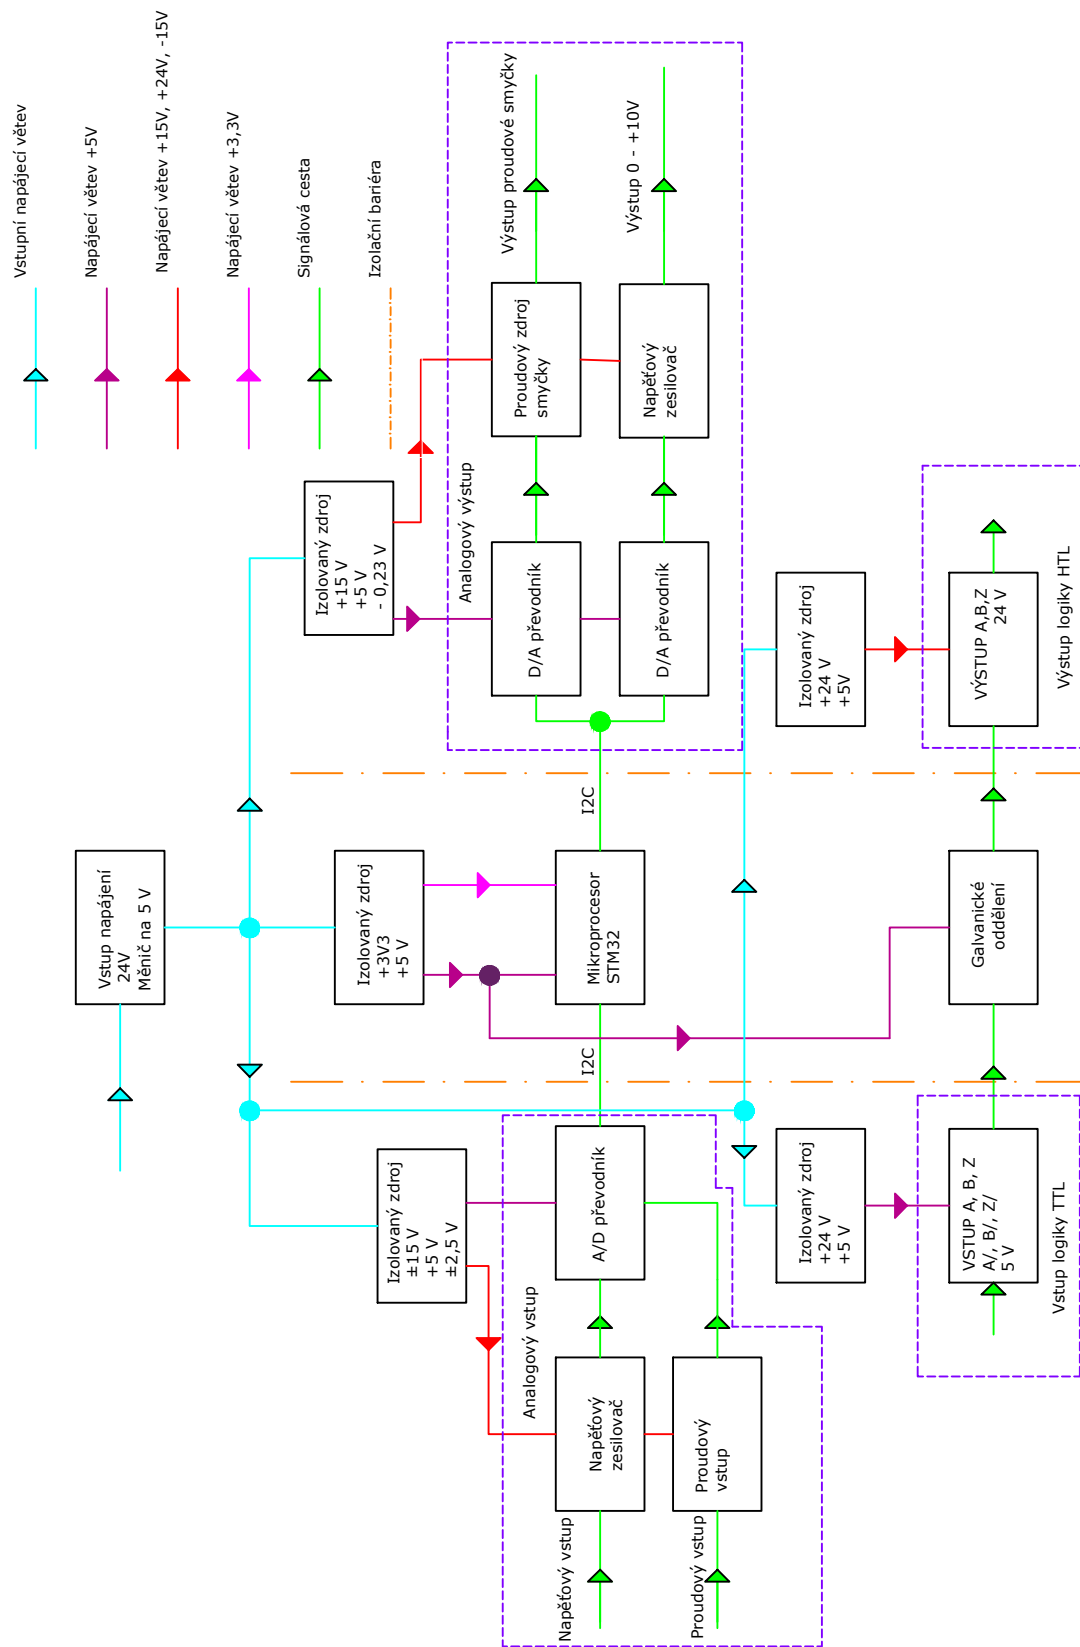 Vstupní napájecí větev
Napájecí větev +5V
Napájecí větev +15V, +24V, -15V
Napájecí větev +3,3V
Signálová cesta
Izolační bariéra
Vstup napájení
24V
Měnič na 5 V
Izolovaný zdroj
±15 V
+5 V
±2,5 V
Izolovaný zdroj
+3V3
+5 V
Izolovaný zdroj
+15 V
+5 V
- 0,23 V
Analogový vstup
Napěťový vstup
Napěťový
zesilovač
A/D převodník
I2C
Mikroprocesor
STM32
I2C
Proudový vstup
Proudový
vstup
Analogový výstup
D/A převodník
Proudový zdroj
smyčky
Výstup proudové smyčky
D/A převodník
Napěťový
zesilovač
Výstup 0 - +10V
Izolovaný zdroj
+24 V
+5 V
Izolovaný zdroj
+24 V
+5V
VSTUP A, B, Z
A/, B/, Z/
5 V
Vstup logiky TTL
Galvanické
oddělení
VÝSTUP A,B,Z
24 V
Výstup logiky HTL